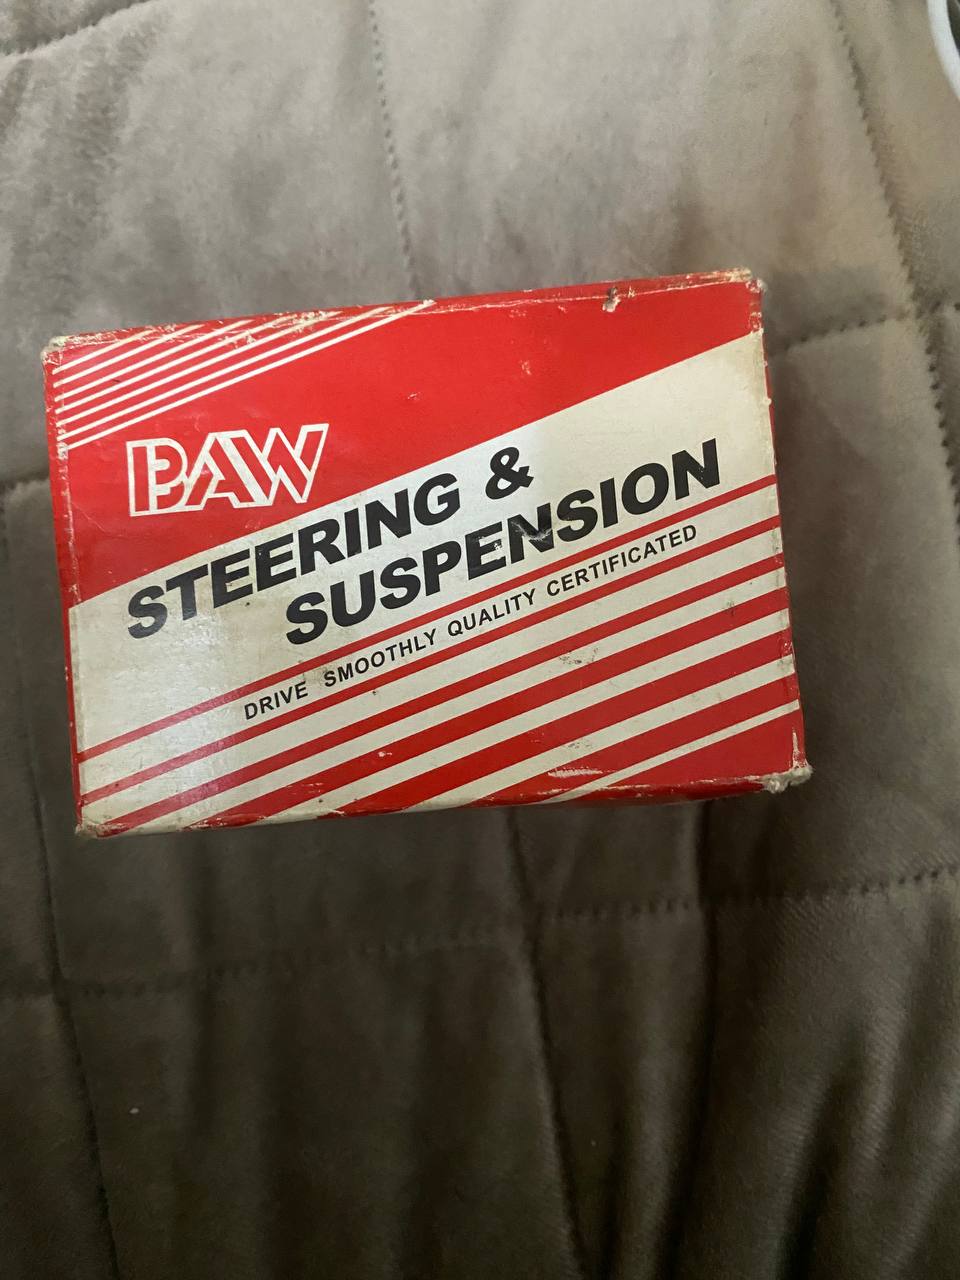 BAW
STEERING &
SUSPENSION
DRIVE SMOOTHLY QUALITY CERTIFICATED